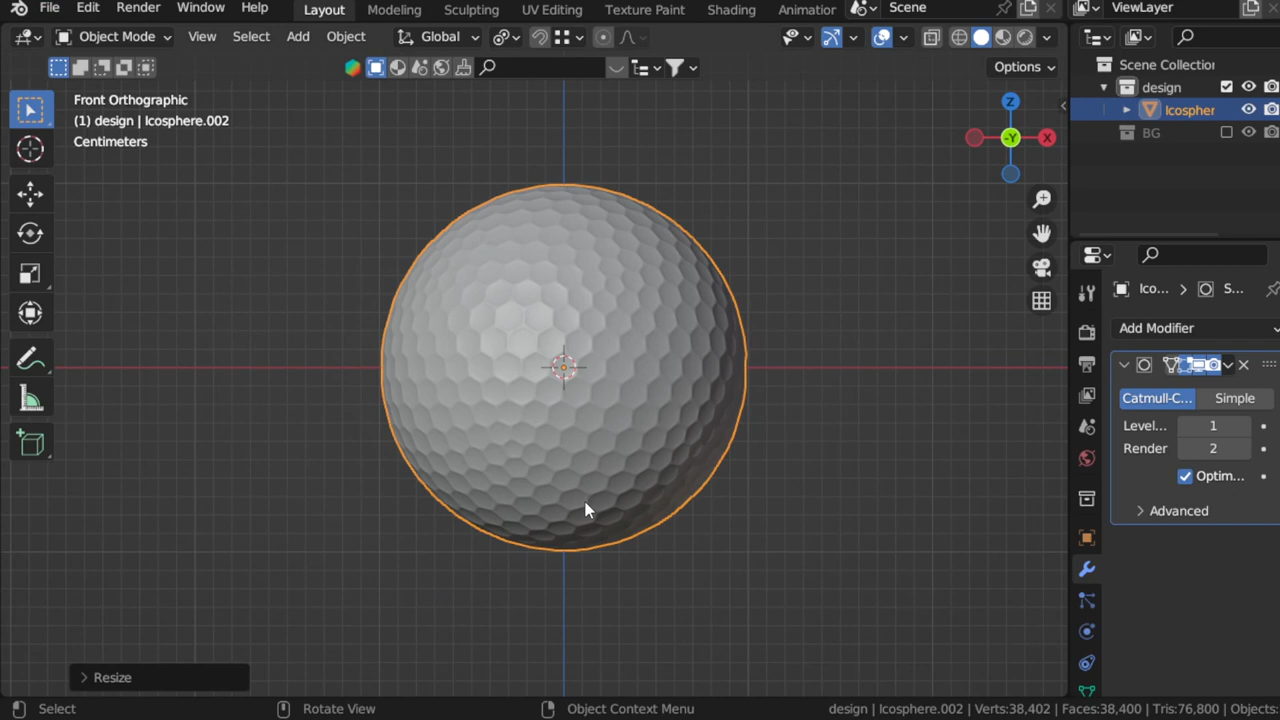 File Edit Render Window Help Layout Modeling Sculpting UV Editing Texture Paint Shading Animator Scene ViewLayer
Object Mode View Select Add Object Global
Options
Scene Collection
design
Icospher
BG
Front Orthographic
(1) design | Icosphere.002
Centimeters
Z
-Y
X
Ico... S...
Add Modifier
Catmull-C... Simple
Level... 1
Render 2
Optim...
Advanced
Resize
Select Rotate View Object Context Menu design | Icosphere.002 | Verts:38,402 | Faces:38,400 | Tris:76,800 | Objects: